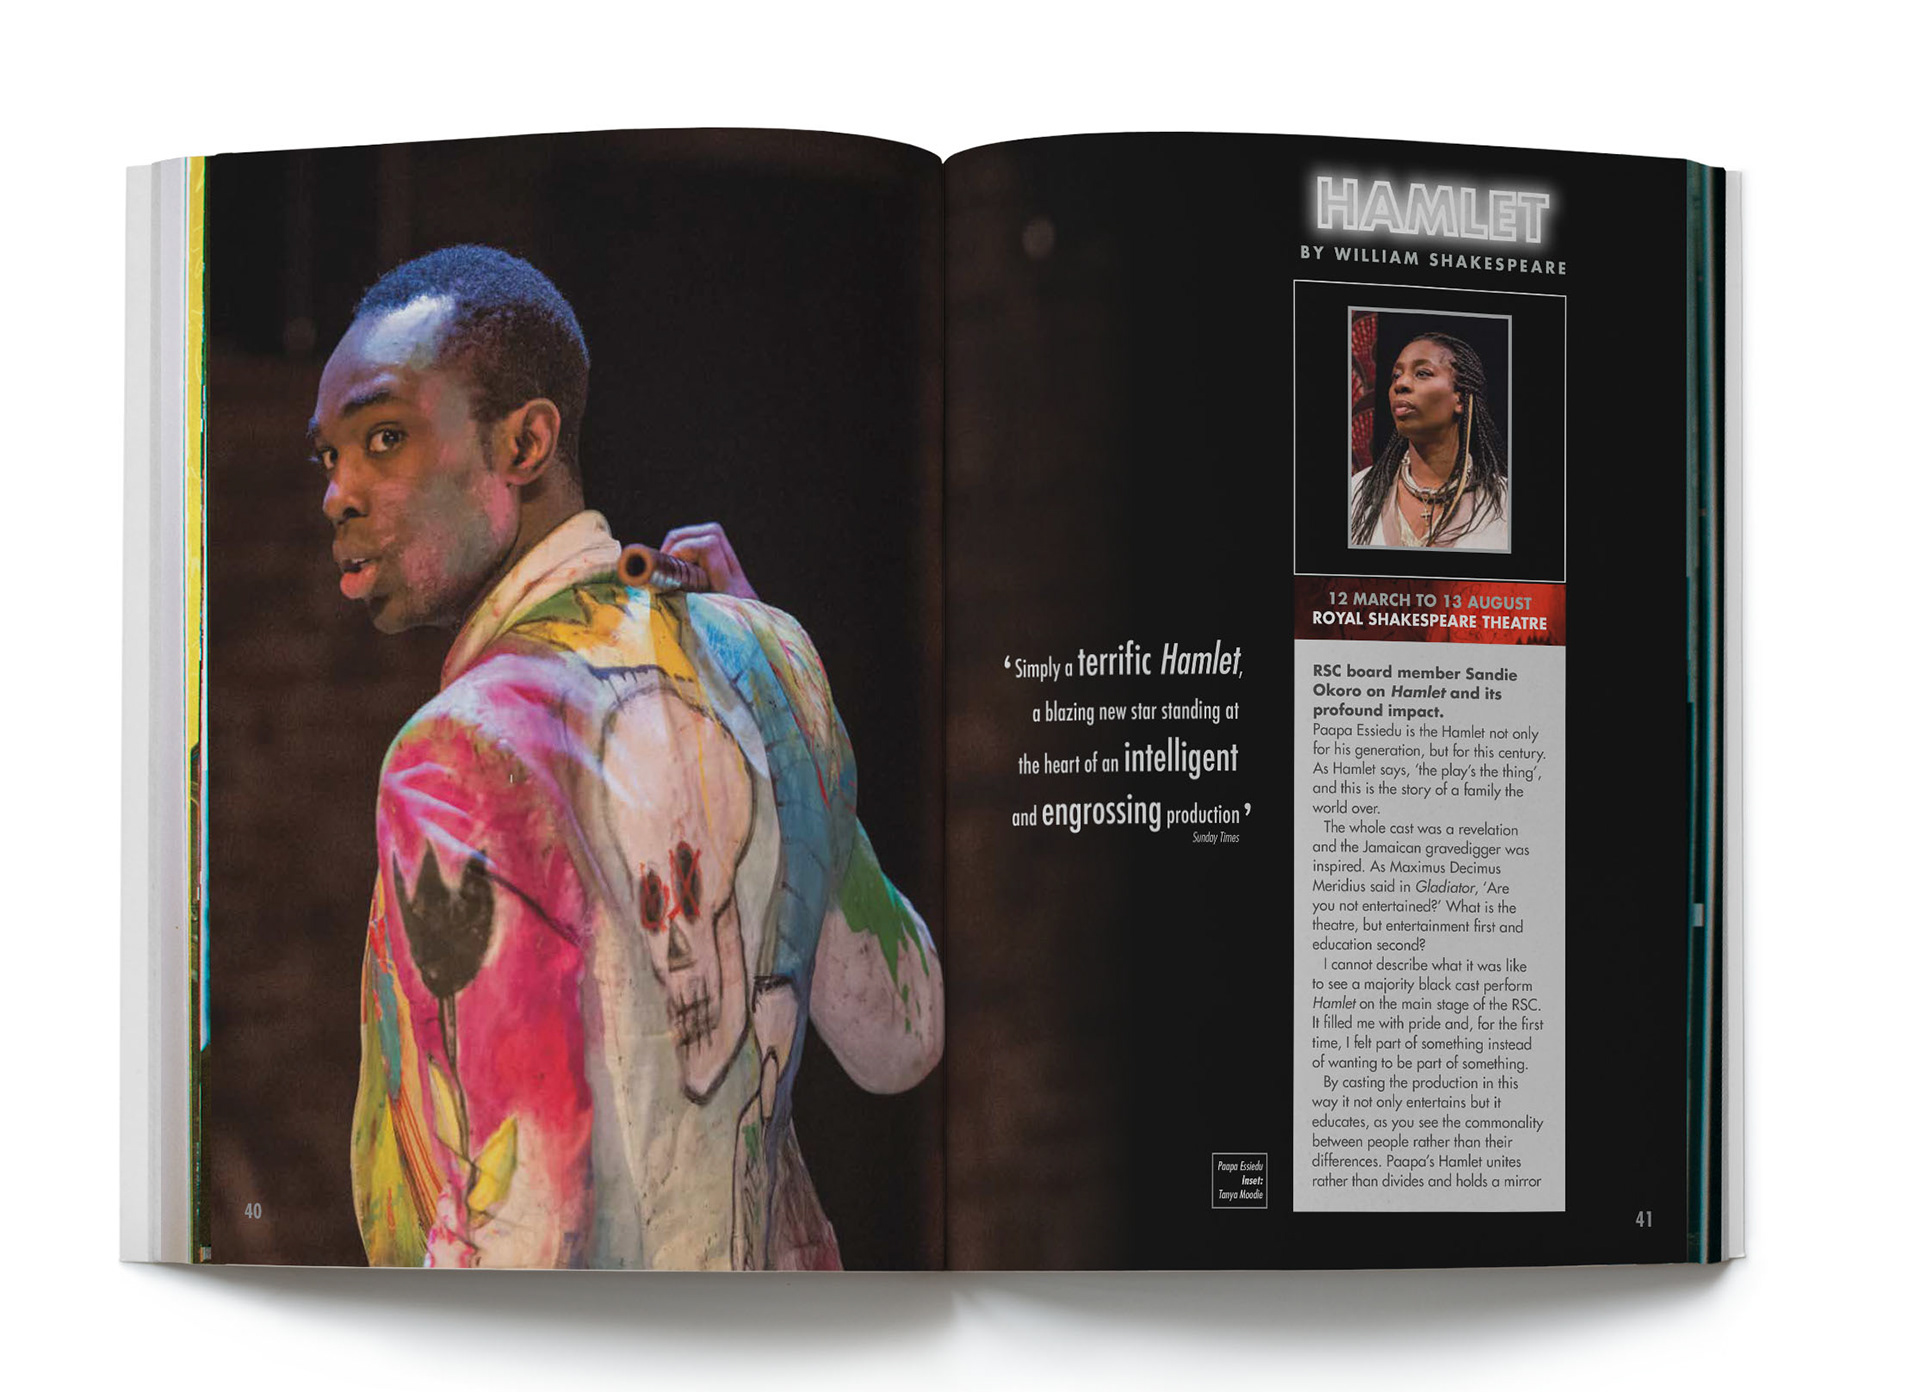 HAMLET
BY WILLIAM SHAKESPEARE
12 MARCH TO 13 AUGUST
ROYAL SHAKESPEARE THEATRE
‘Simply a terrific Hamlet,
a blazing new star standing at
the heart of an intelligent
and engrossing production’
Sunday Times
RSC board member Sandie
Okoro on Hamlet and its
profound impact.
Paapa Essiedu is the Hamlet not only
for his generation, but for this century.
As Hamlet says, ‘the play’s the thing’,
and this is the story of a family the
world over.
The whole cast was a revelation
and the Jamaican gravedigger was
inspired. As Maximus Decimus
Meridius said in Gladiator, ‘Are
you not entertained?’ What is the
theatre, but entertainment first and
education second?
I cannot describe what it was like
to see a majority black cast perform
Hamlet on the main stage of the RSC.
It filled me with pride and, for the first
time, I felt part of something instead
of wanting to be part of something.
By casting the production in this
way it not only entertains but it
educates, as you see the commonality
between people rather than their
differences. Paapa’s Hamlet unites
rather than divides and holds a mirror
Paapa Essiedu
Inset:
Tanya Moodie
40
41